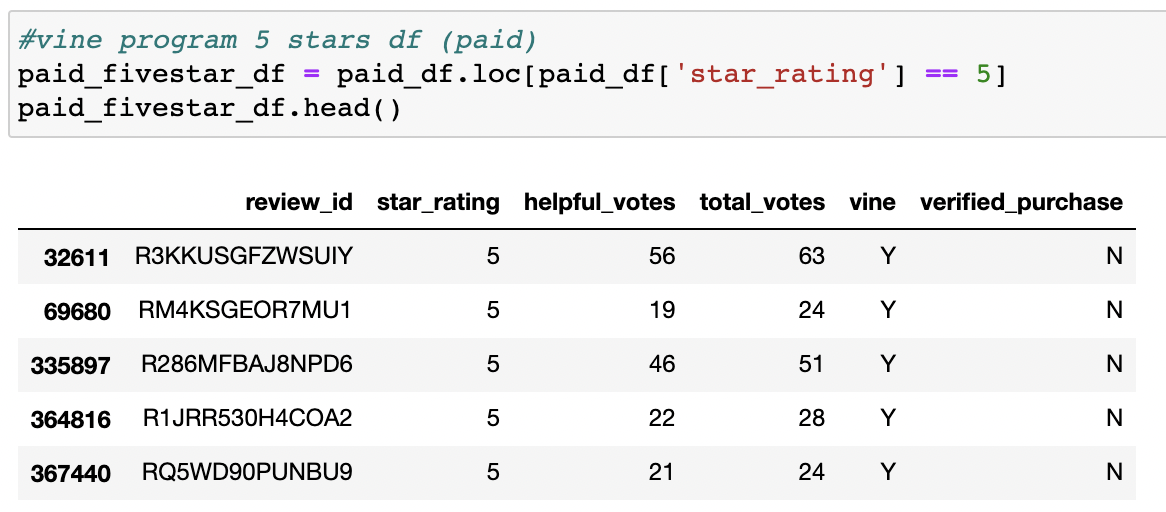 #vine program 5 stars df (paid)
paid_fivestar_df = paid_df.loc[paid_df['star_rating'] == 5]
paid_fivestar_df.head()
review_id star_rating helpful_votes total_votes vine verified_purchase
32611 R3KKUSGFZWSUIY 5 56 63 Y N
69680 RM4KSGEOR7MU1 5 19 24 Y N
335897 R286MFBAJ8NPD6 5 46 51 Y N
364816 R1JRR530H4COA2 5 22 28 Y N
367440 RQ5WD90PUNBU9 5 21 24 Y N